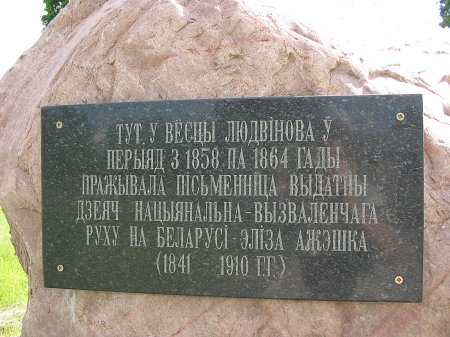 ТУТ У ВЁСЦЫ ЛЮДВІНОВА Ў
ПЕРЫЯД З 1858 ПА 1864 ГАДЫ
ПРАЖЫВАЛА ПІСЬМЕННІЦА ВЫДАТНЫ
ДЗЕЯЧ НАЦЫЯНАЛЬНА-ВЫЗВАЛЕНЧАГА
РУХУ НА БЕЛАРУСІ-ЭЛІЗА АЖЭШКА
(1841 - 1910 Г.Г.)